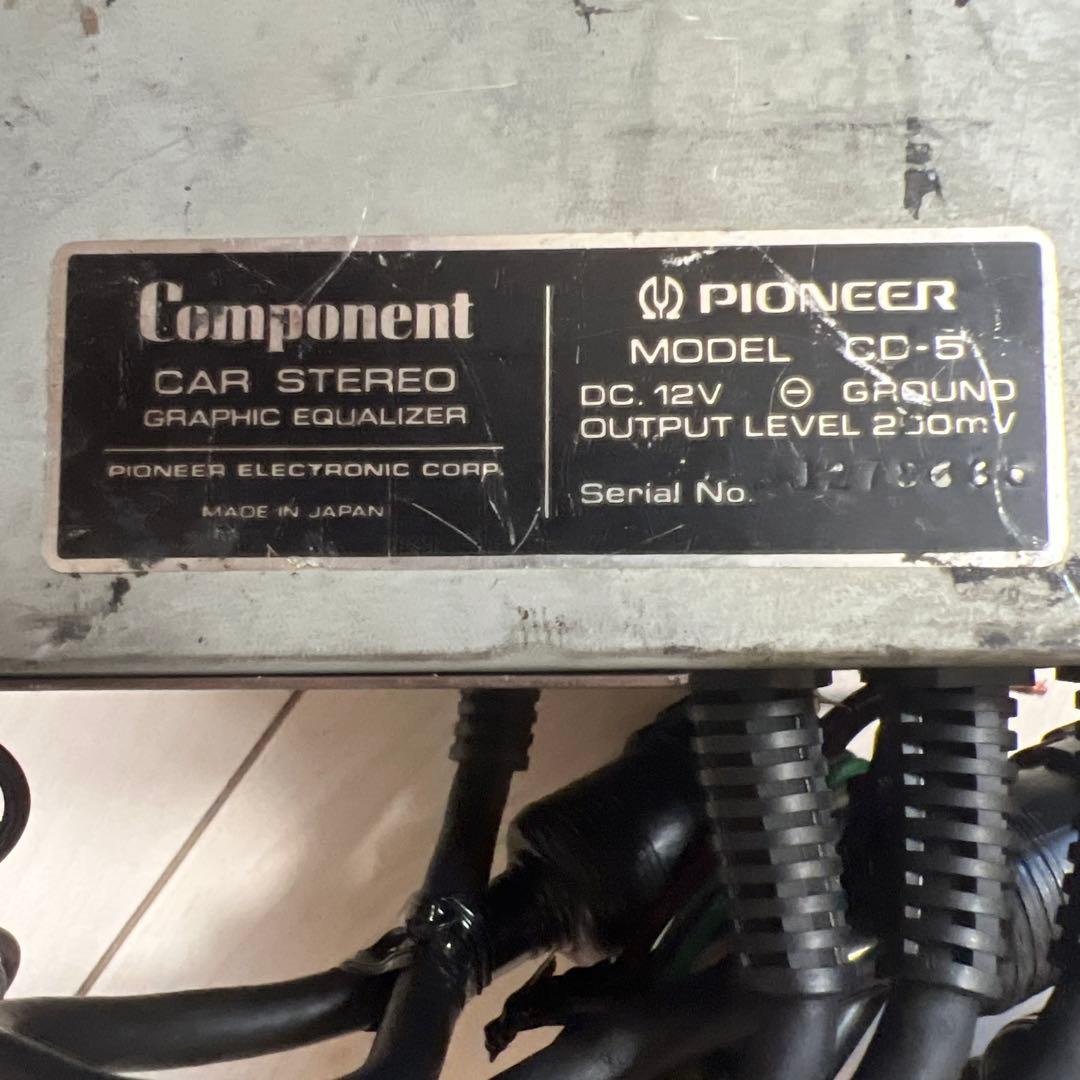 Component
CAR STEREO
GRAPHIC EQUALIZER
PIONEER ELECTRONIC CORP.
MADE IN JAPAN
PIONEER
MODEL CD-5
DC. 12V ⊖ GROUND
OUTPUT LEVEL
Serial No.